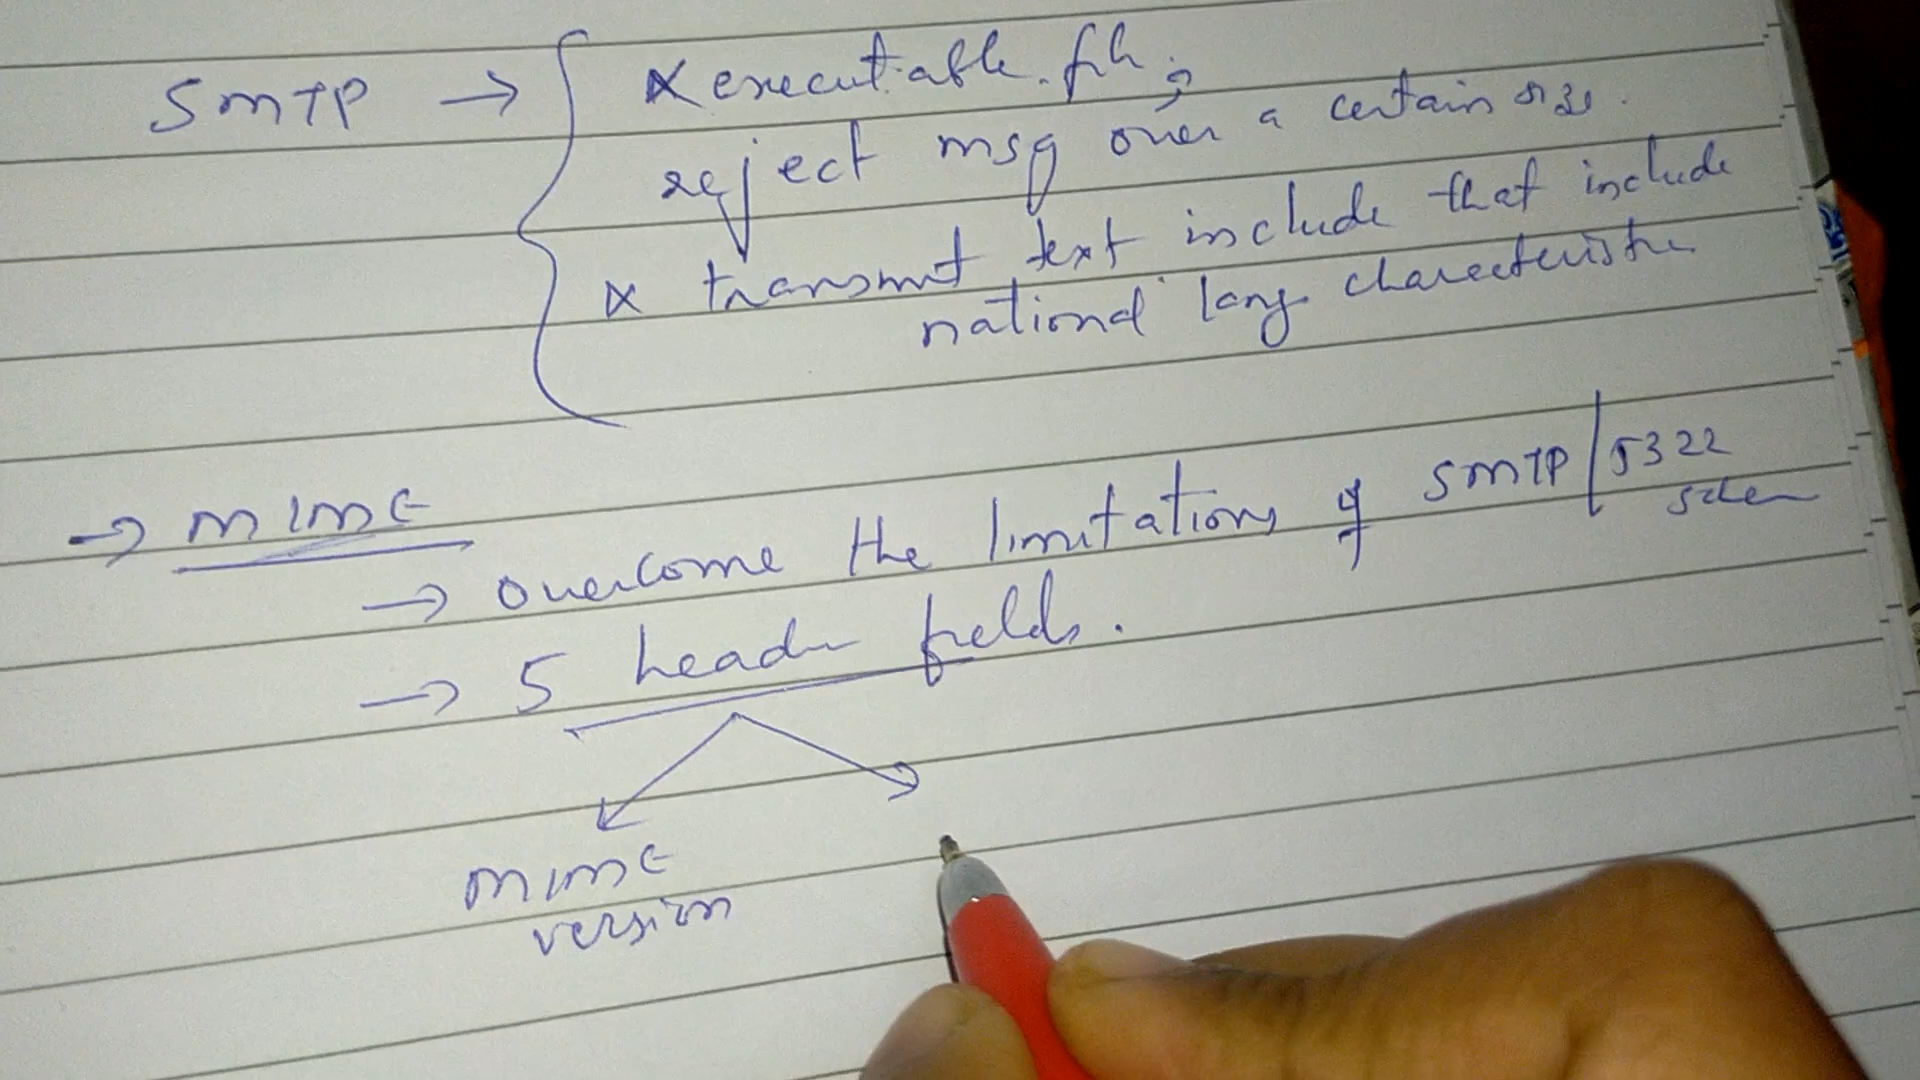 SMTP → x executable file;
reject msg over a certain size.
x transmit text include that include
national lang characteristic
→ MIME
→ overcome the limitations of SMTP/5322
→ 5 header fields.
MIME
version